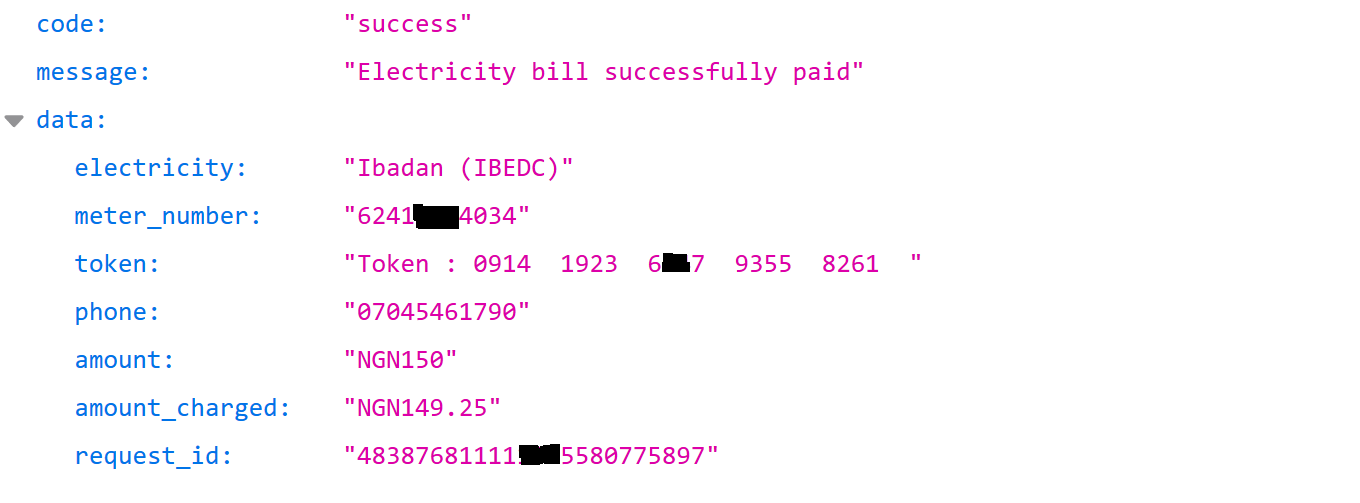 code: "success"
message: "Electricity bill successfully paid"
data:
electricity: "Ibadan (IBEDC)"
meter_number: "6241 4034"
token: "Token : 0914 1923 6 7 9355 8261 "
phone: "07045461790"
amount: "NGN150"
amount_charged: "NGN149.25"
request_id: "48387681111 5580775897"